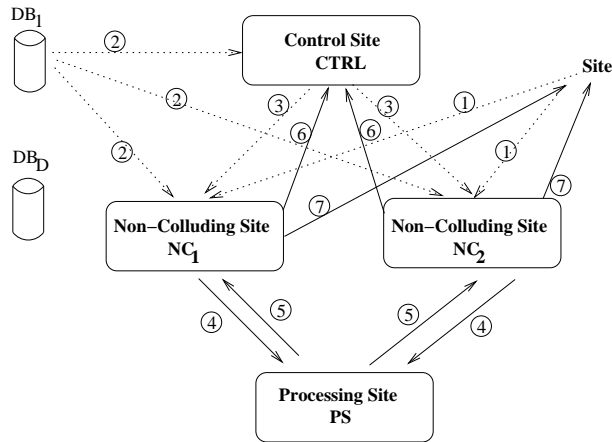 DB1
2
Control Site
CTRL
Site
2
3
3
1
6
6
2
1
DBD
7
7
Non-Colluding Site
NC1
Non-Colluding Site
NC2
5
5
4
4
Processing Site
PS